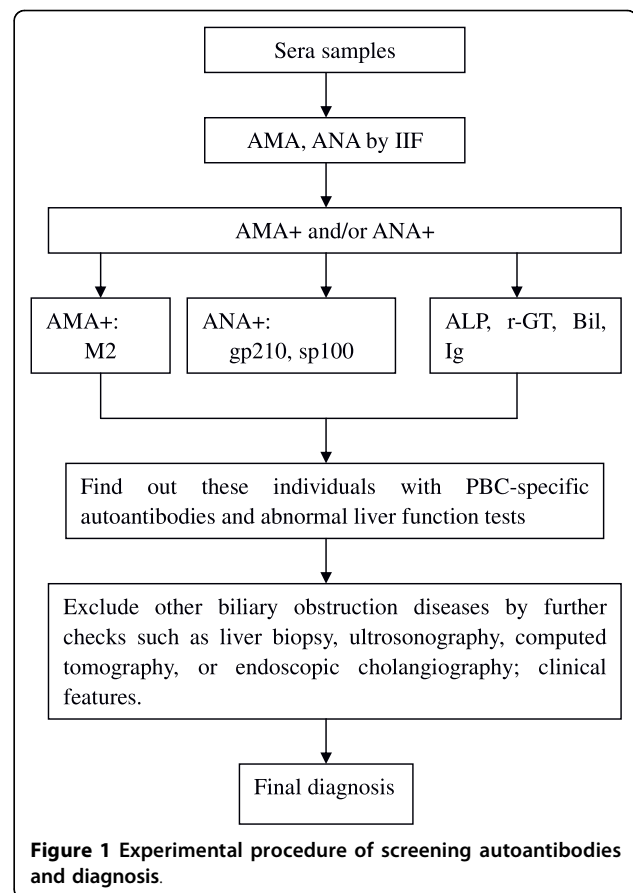 Sera samples
AMA, ANA by IIF
AMA+ and/or ANA+
AMA+:
M2
ANA+:
gp210, sp100
ALP, r-GT, Bil,
Ig
Find out these individuals with PBC-specific
autoantibodies and abnormal liver function tests
Exclude other biliary obstruction diseases by further
checks such as liver biopsy, ultrosonography, computed
tomography, or endoscopic cholangiography; clinical
features.
Final diagnosis
Figure 1 Experimental procedure of screening autoantibodies
and diagnosis.